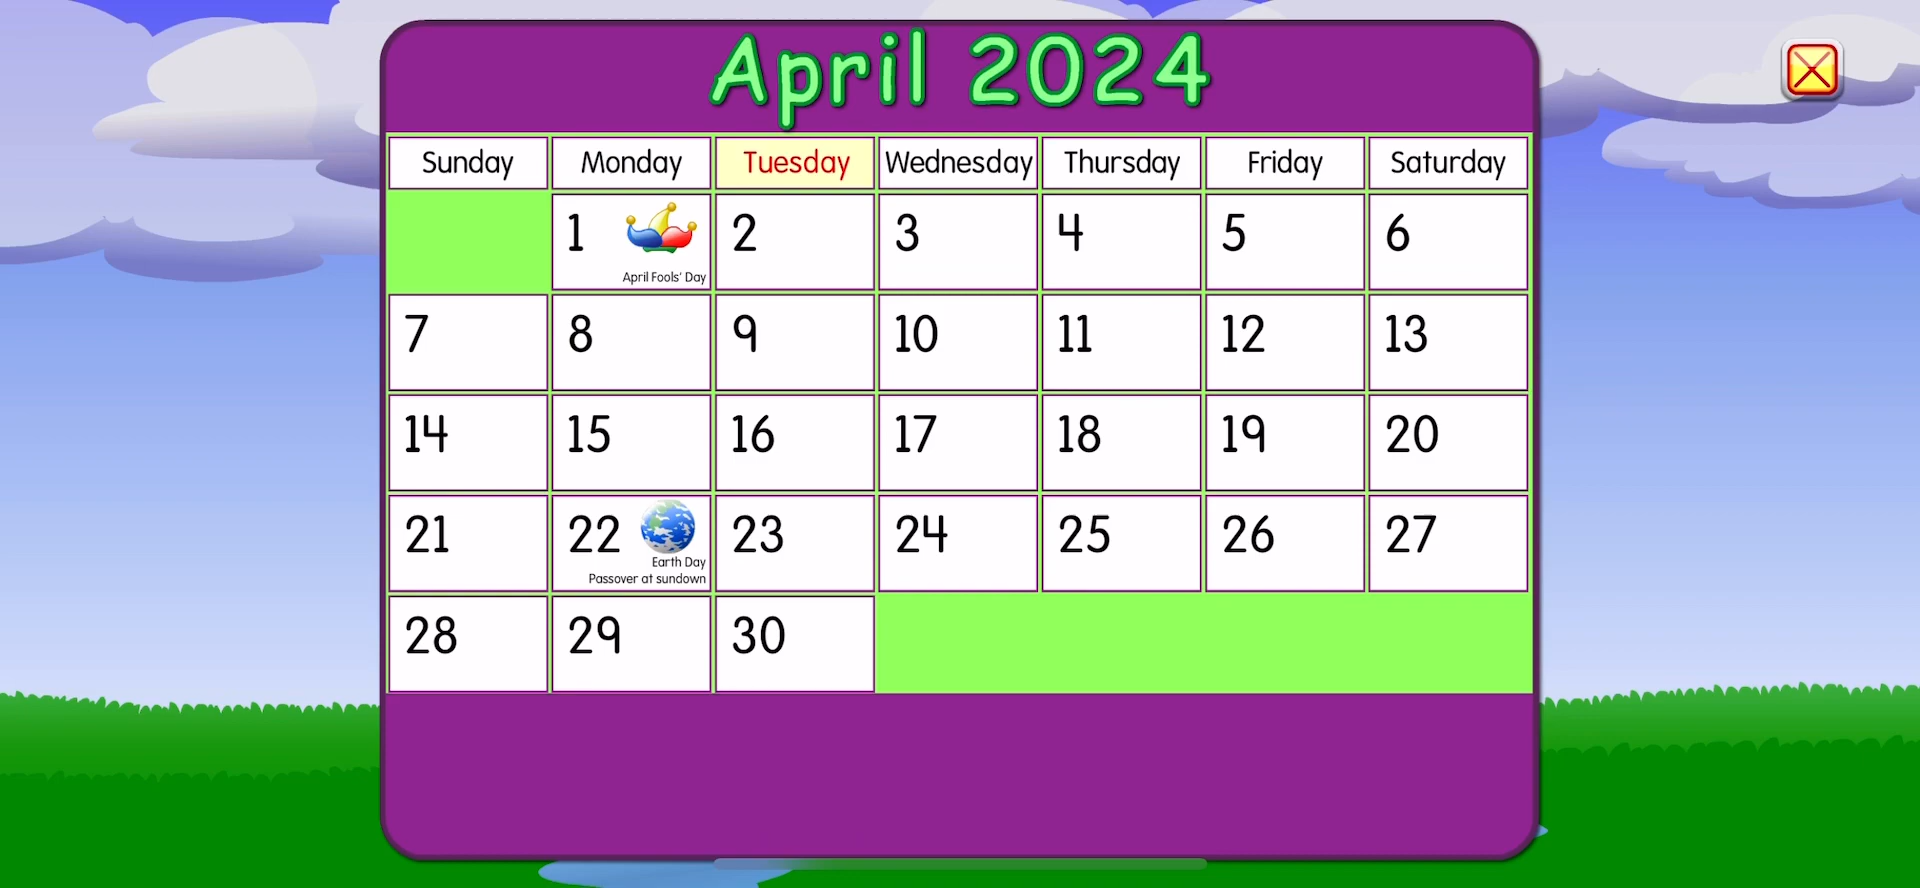 April 2024
Sunday Monday Tuesday Wednesday Thursday Friday Saturday
1 2 3 4 5 6
April Fools' Day
7 8 9 10 11 12 13
14 15 16 17 18 19 20
21 22 23 24 25 26 27
Earth Day
Passover at sundown
28 29 30